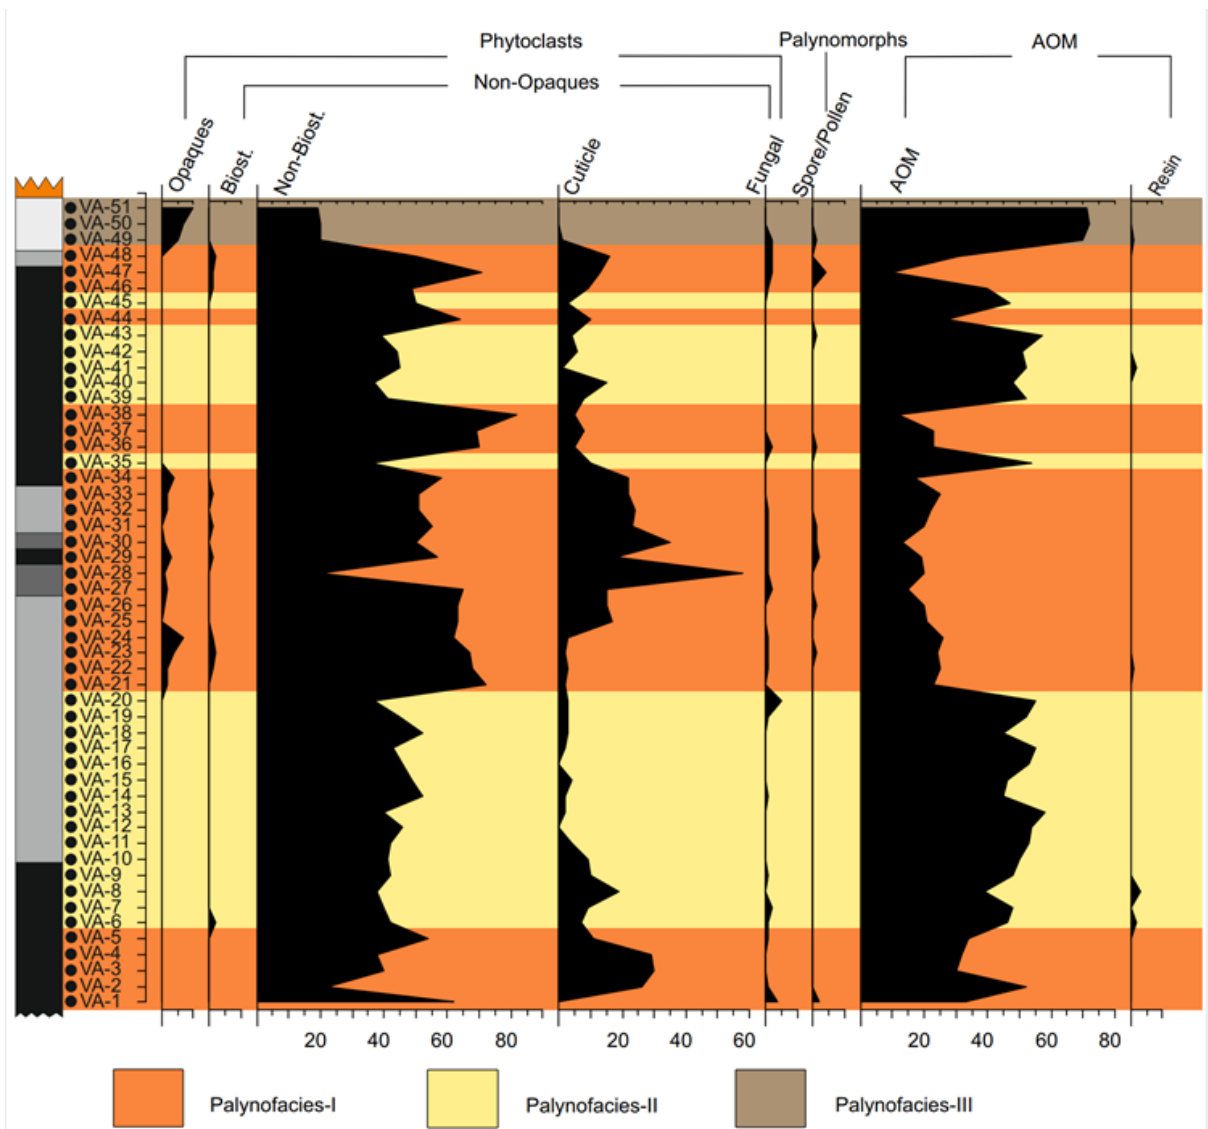 Phytoclasts
Palynomorphs
AOM
Non-Opaques
Opaques
Biost.
Non-Biost.
Cuticle
Fungal
Spore/Pollen
AOM
Resin
VA-51
VA-50
VA-49
VA-48
VA-47
VA-46
VA-45
VA-44
VA-43
VA-42
VA-41
VA-40
VA-39
VA-38
VA-37
VA-36
VA-35
VA-34
VA-33
VA-32
VA-31
VA-30
VA-29
VA-28
VA-27
VA-26
VA-25
VA-24
VA-23
VA-22
VA-21
VA-20
VA-19
VA-18
VA-17
VA-16
VA-15
VA-14
VA-13
VA-12
VA-11
VA-10
VA-9
VA-8
VA-7
VA-6
VA-5
VA-4
VA-3
VA-2
VA-1
20 40 60 80 20 40 60 20 40 60 80
Palynofacies-I Palynofacies-II Palynofacies-III